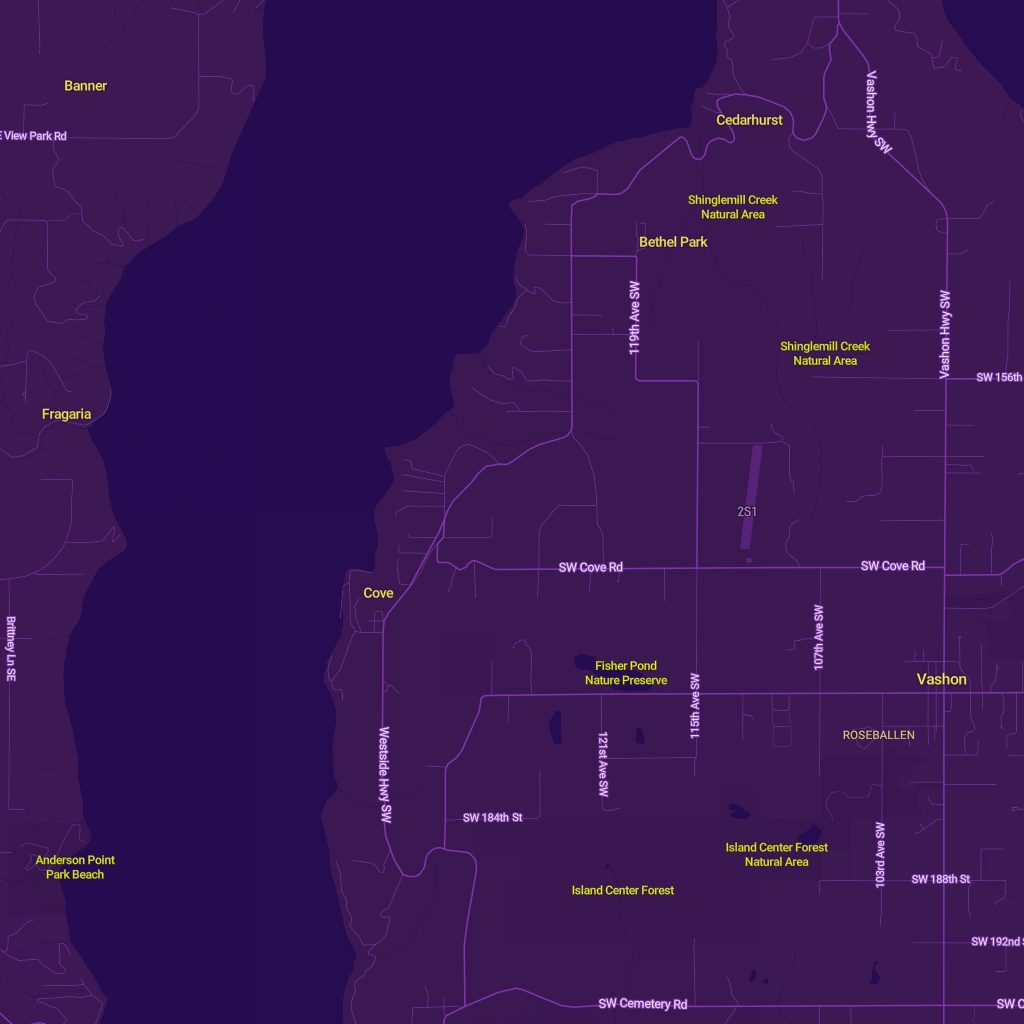 Banner
E View Park Rd
Cedarhurst
Vashon Hwy SW
Shinglemill Creek
Natural Area
Bethel Park
119th Ave SW
Vashon Hwy SW
Shinglemill Creek
Natural Area
SW 156th
Fragaria
2S1
SW Cove Rd
SW Cove Rd
Cove
Brittney Ln SE
107th Ave SW
Fisher Pond
Nature Preserve
Vashon
115th Ave SW
ROSEBALLEN
Westside Hwy SW
121st Ave SW
SW 184th St
103rd Ave SW
Island Center Forest
Natural Area
Anderson Point
Park Beach
SW 188th St
Island Center Forest
SW 192nd
SW Cemetery Rd
SW C